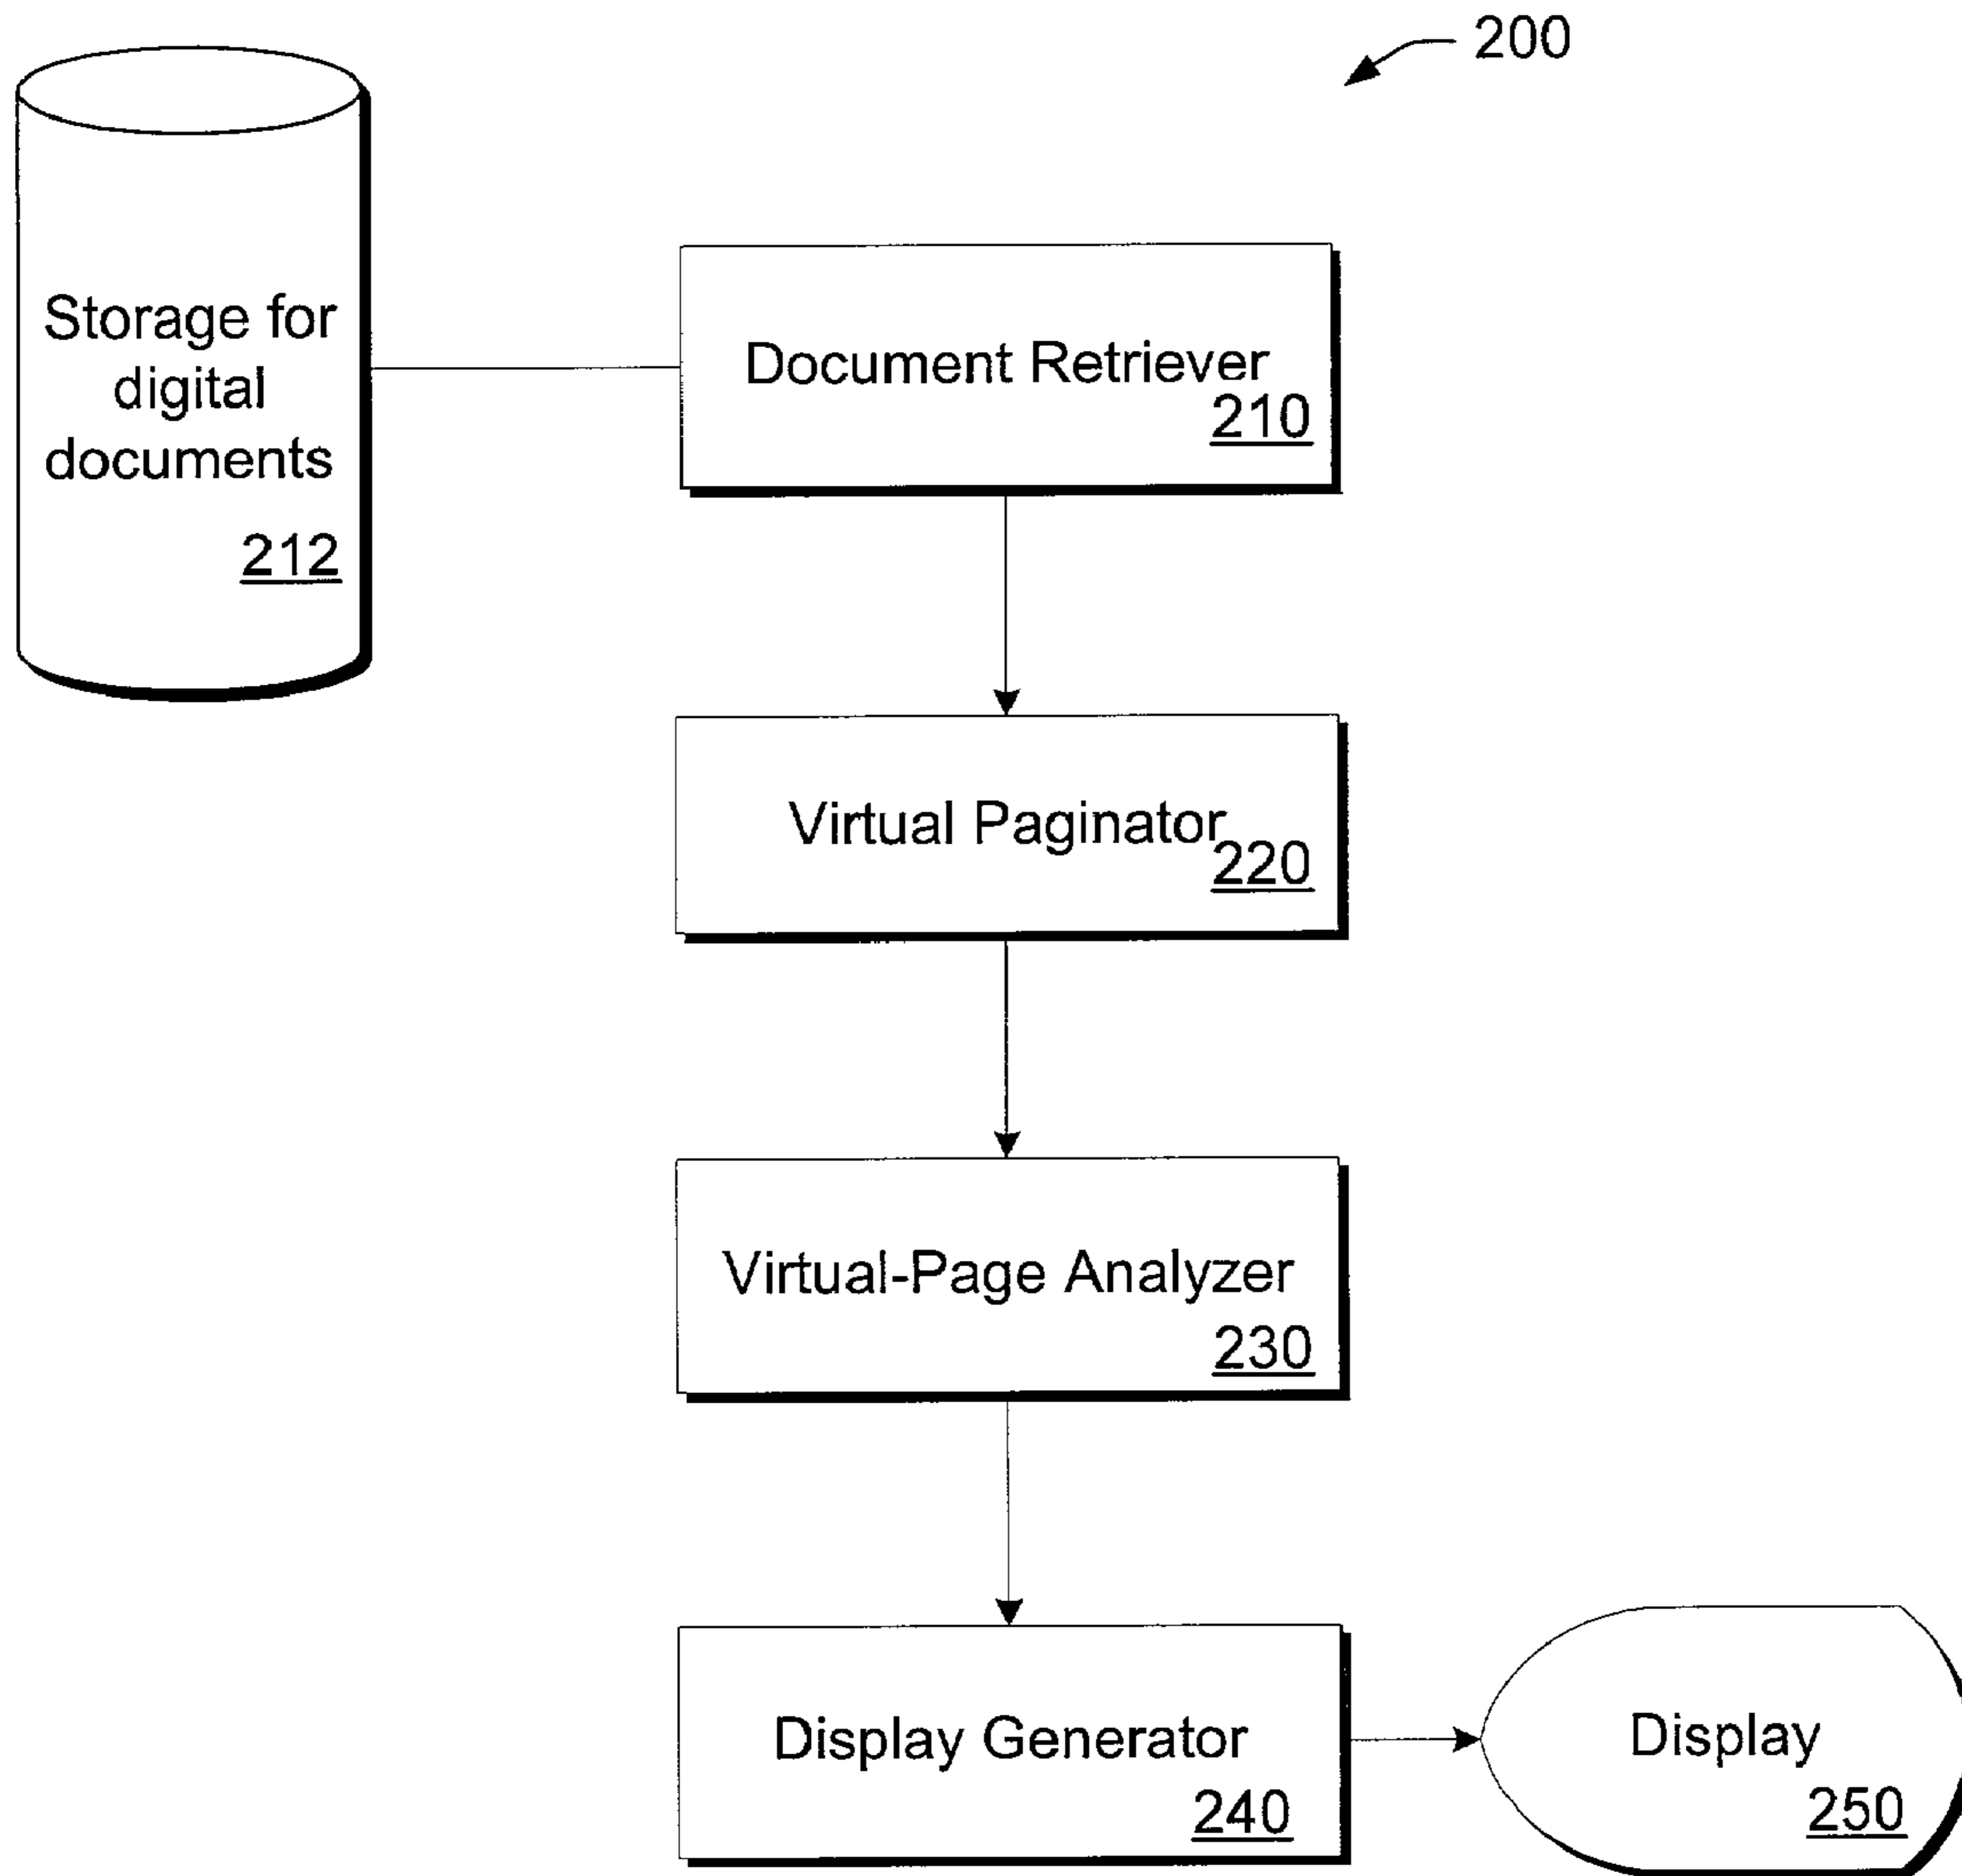 200
Storage for
digital
documents
212
Document Retriever
210
Virtual Paginator
220
Virtual-Page Analyzer
230
Display Generator
240
Display
250